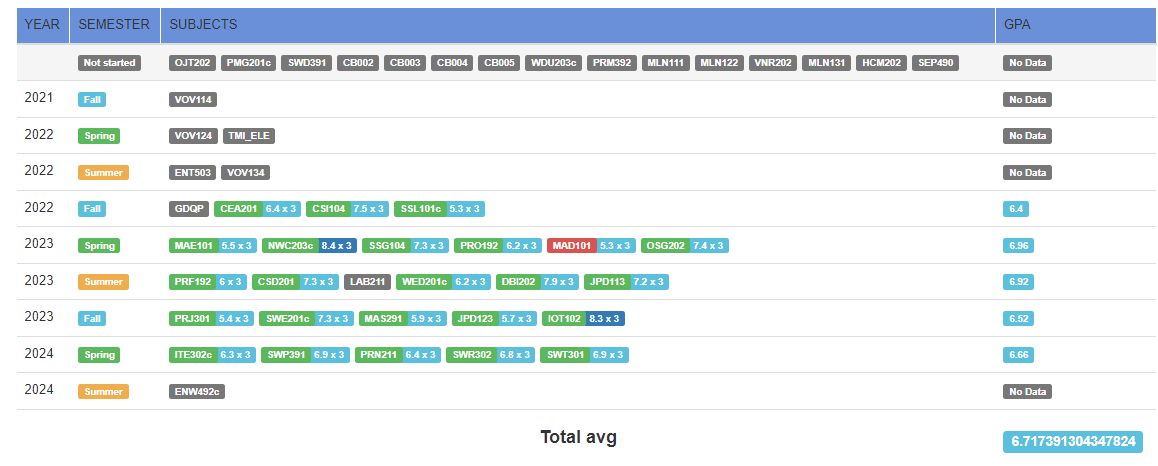 YEAR SEMESTER SUBJECTS GPA
Not started OJT202 PMG201c SWD391 CB002 CB003 CB004 CB005 WDU203c PRM392 MLN111 MLN122 VNR202 MLN131 HCM202 SEP490 No Data
2021 Fall VOV114 No Data
2022 Spring VOV124 TMI_ELE No Data
2022 Summer ENT503 VOV134 No Data
2022 Fall GDQP CEA201 6.4 x 3 CSI104 7.5 x 3 SSL101c 5.3 x 3 6.4
2023 Spring MAE101 5.5 x 3 NWC203c 8.4 x 3 SSG104 7.3 x 3 PRO192 6.2 x 3 MAD101 5.3 x 3 OSG202 7.4 x 3 6.96
2023 Summer PRF192 6 x 3 CSD201 7.3 x 3 LAB211 WED201c 6.2 x 3 DBI202 7.9 x 3 JPD113 7.2 x 3 6.92
2023 Fall PRJ301 5.4 x 3 SWE201c 7.3 x 3 MAS291 5.9 x 3 JPD123 5.7 x 3 IOT102 8.3 x 3 6.52
2024 Spring ITE302c 6.3 x 3 SWP391 6.9 x 3 PRN211 6.4 x 3 SWR302 6.8 x 3 SWT301 6.9 x 3 6.66
2024 Summer ENW492c No Data
Total avg 6.717391304347824